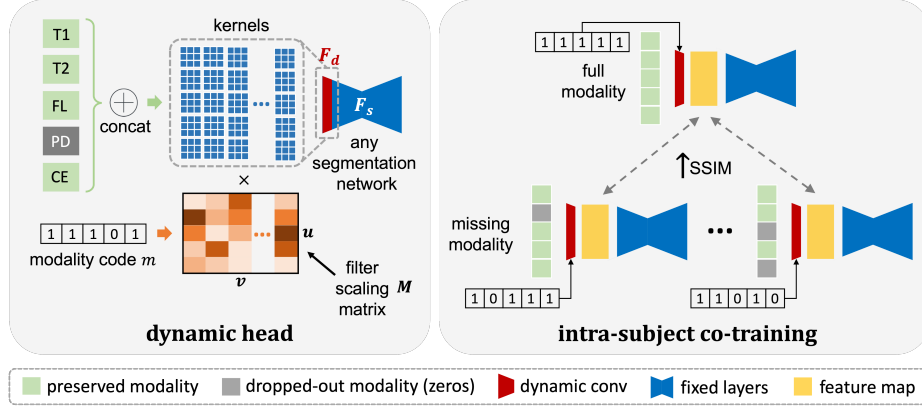 T1
T2
FL
PD
CE
concat
kernels
F_d
F_s
any
segmentation
network
×
1 1 1 0 1
modality code m
u
v
filter
scaling M
matrix
dynamic head
1 1 1 1 1
full
modality
SSIM
missing
modality
1 0 1 1 1
1 1 0 1 0
intra-subject co-training
preserved modality
dropped-out modality (zeros)
dynamic conv
fixed layers
feature map